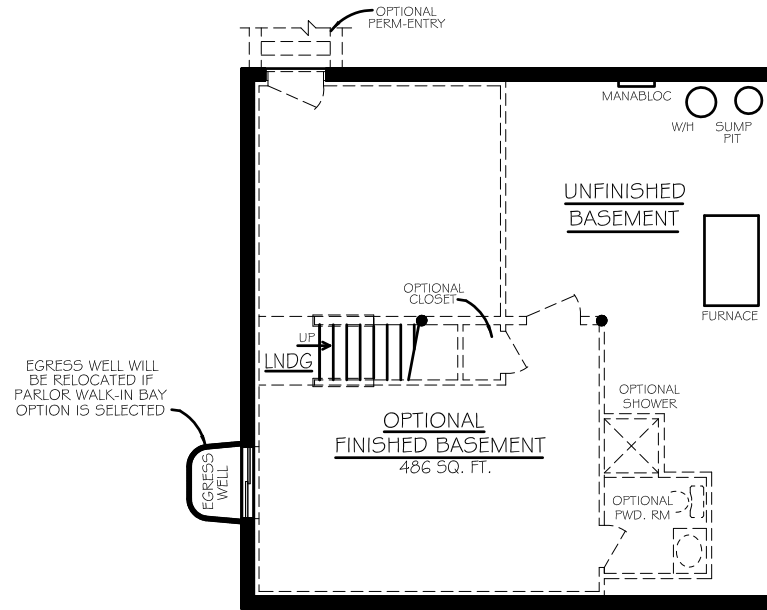 OPTIONAL
PERM-ENTRY
MANABLOC
W/H
SUMP
PIT
UNFINISHED
BASEMENT
FURNACE
OPTIONAL
CLOSET
UP
LNDG
EGRESS WELL WILL
BE RELOCATED IF
PARLOR WALK-IN BAY
OPTION IS SELECTED
EGRESS
WELL
OPTIONAL
FINISHED BASEMENT
486 SQ. FT.
OPTIONAL
SHOWER
OPTIONAL
PWD. RM